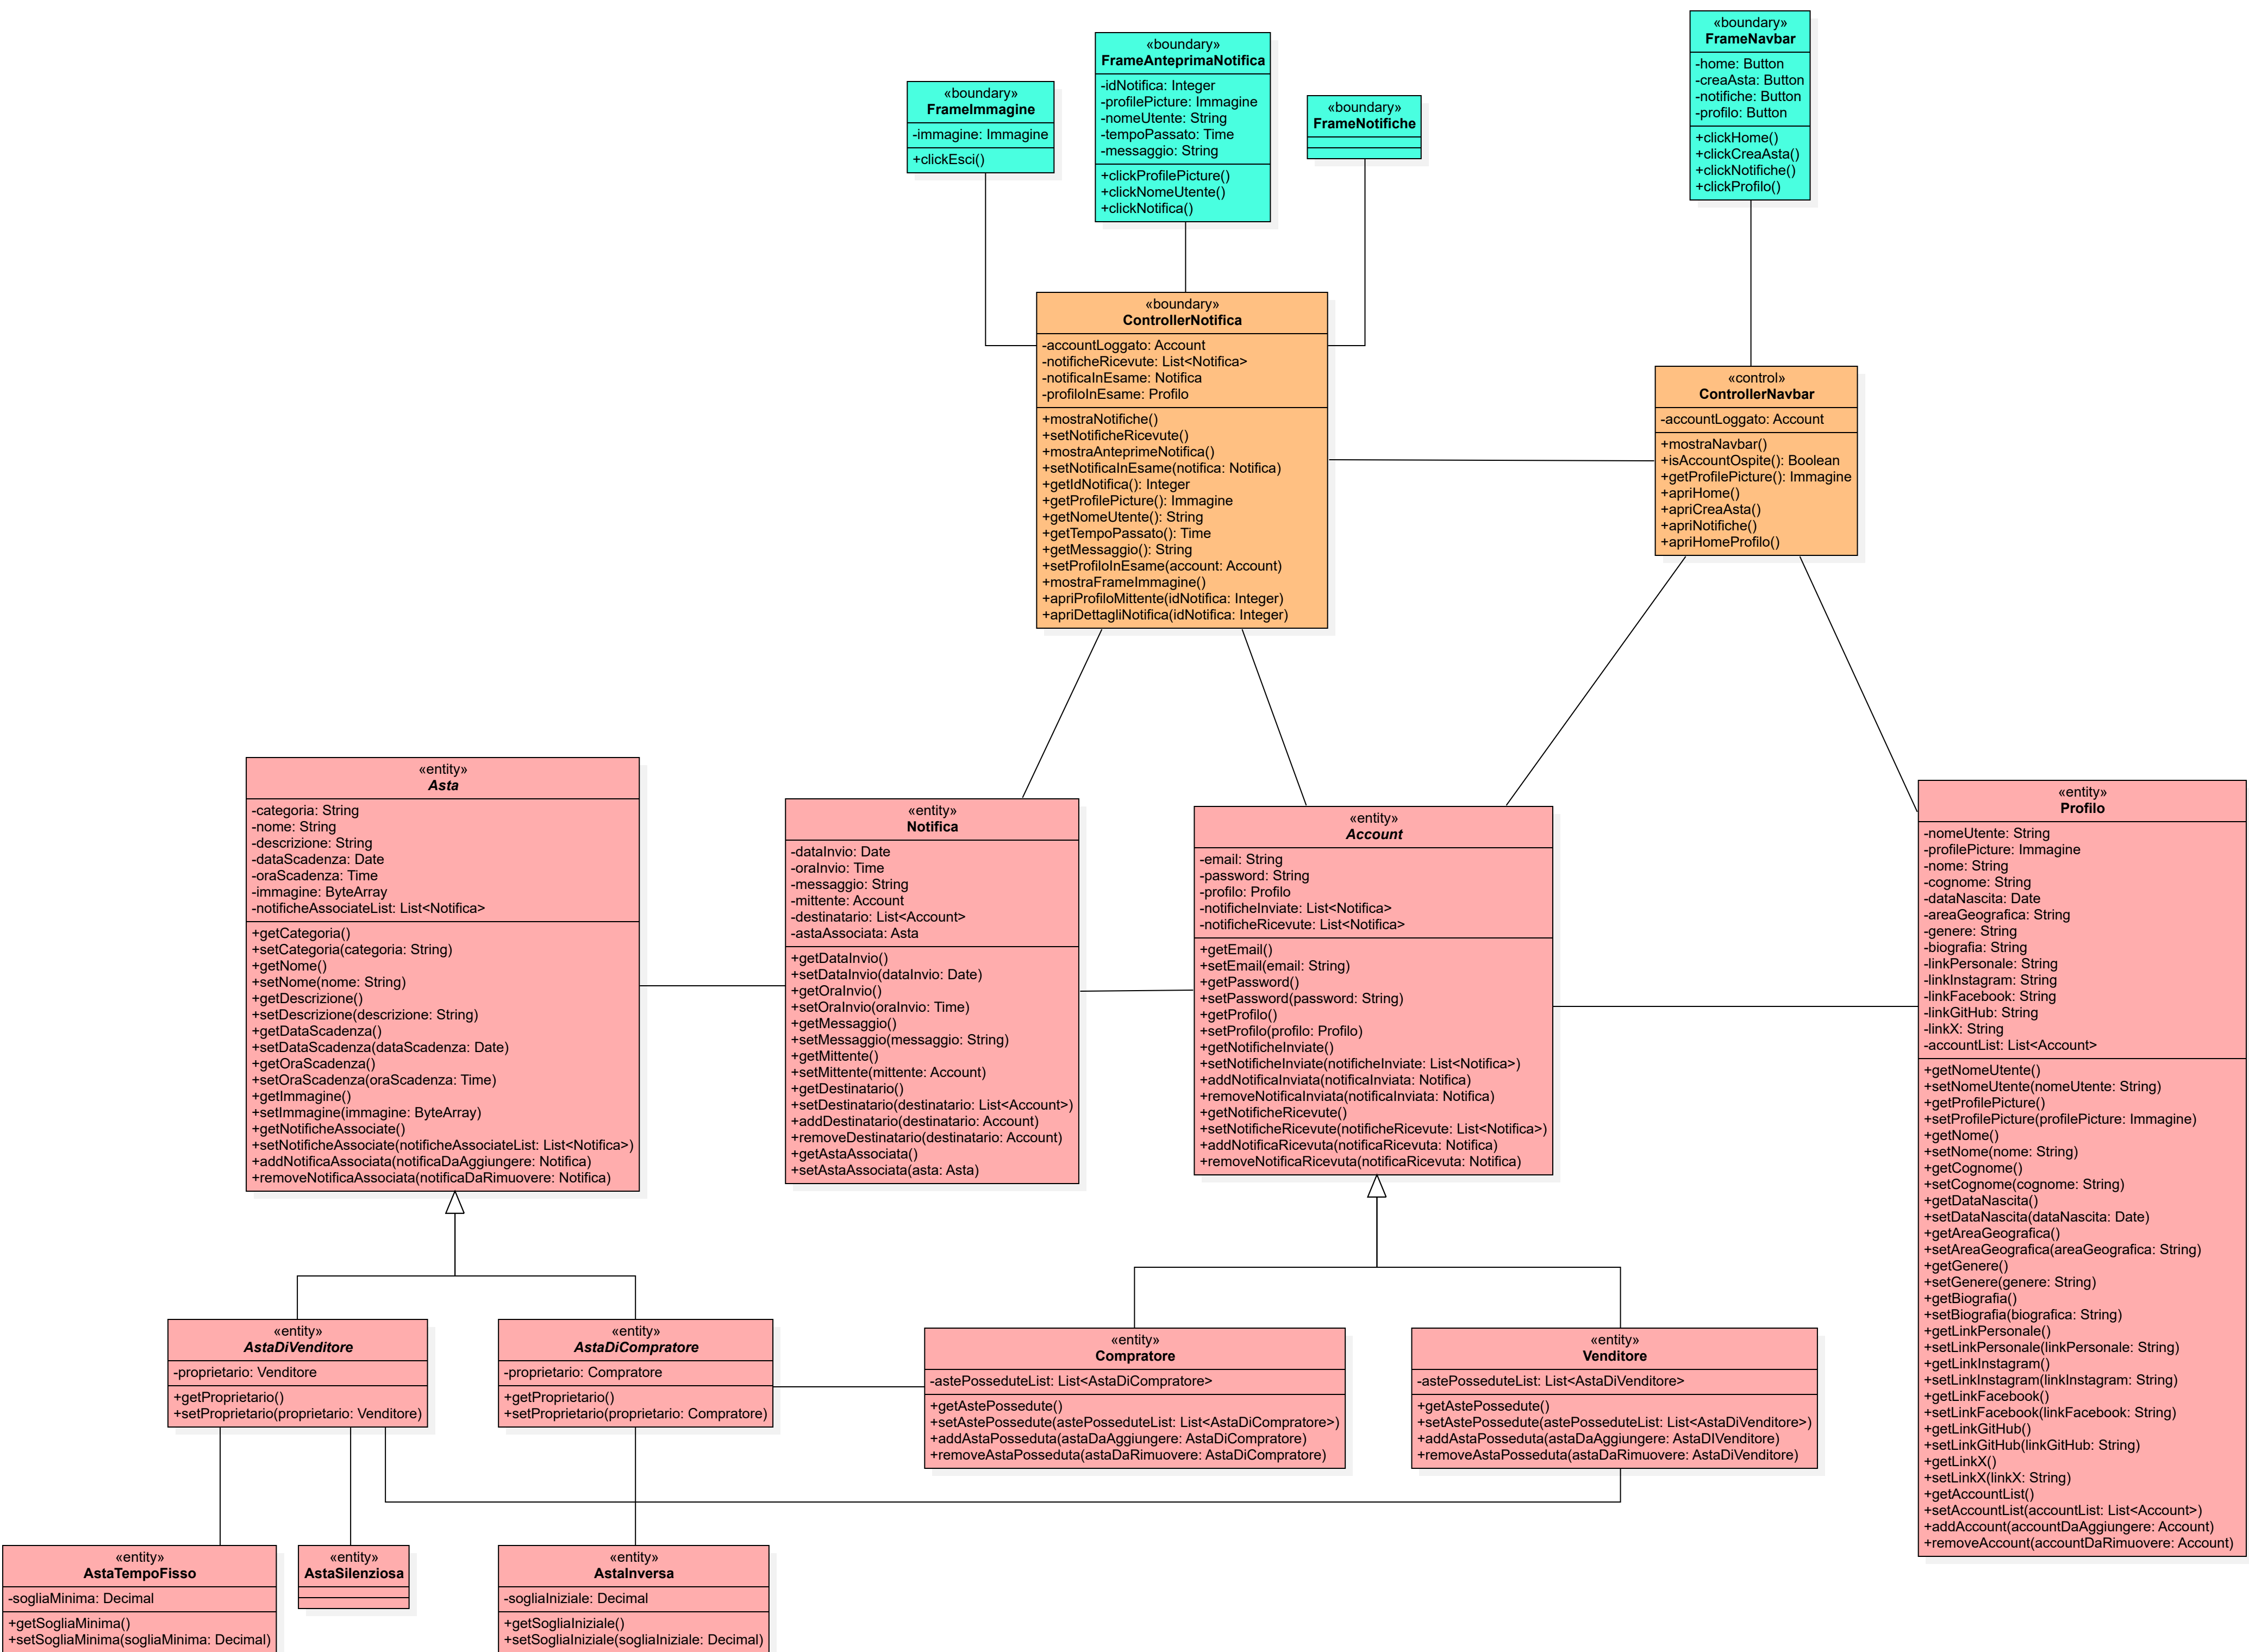 «boundary»
FrameImmagine
-immagine: Immagine
+clickEsci()
«boundary»
FrameAnteprimaNotifica
-idNotifica: Integer
-profilePicture: Immagine
-nomeUtente: String
-tempoPassato: Time
-messaggio: String
+clickProfilePicture()
+clickNomeUtente()
+clickNotifica()
«boundary»
FrameNotifiche
«boundary»
FrameNavbar
-home: Button
-creaAsta: Button
-notifiche: Button
-profilo: Button
+clickHome()
+clickCreaAsta()
+clickNotifiche()
+clickProfilo()
«boundary»
ControllerNotifica
-accountLoggato: Account
-notificheRicevute: List<Notifica>
-notificaInEsame: Notifica
-profiloInEsame: Profilo
+mostraNotifiche()
+setNotificheRicevute()
+mostraAnteprimeNotifica()
+setNotificaInEsame(notifica: Notifica)
+getIdNotifica(): Integer
+getProfilePicture(): Immagine
+getNomeUtente(): String
+getTempoPassato(): Time
+getMessaggio(): String
+setProfiloInEsame(account: Account)
+mostraFrameImmagine()
+apriProfiloMittente(idNotifica: Integer)
+apriDettagliNotifica(idNotifica: Integer)
«control»
ControllerNavbar
-accountLoggato: Account
+mostraNavbar()
+isAccountOspite(): Boolean
+getProfilePicture(): Immagine
+apriHome()
+apriCreaAsta()
+apriNotifiche()
+apriHomeProfilo()
«entity»
Asta
-categoria: String
-nome: String
-descrizione: String
-dataScadenza: Date
-oraScadenza: Time
-immagine: ByteArray
-notificheAssociateList: List<Notifica>
+getCategoria()
+setCategoria(categoria: String)
+getNome()
+setNome(nome: String)
+getDescrizione()
+setDescrizione(descrizione: String)
+getDataScadenza()
+setDataScadenza(dataScadenza: Date)
+getOraScadenza()
+setOraScadenza(oraScadenza: Time)
+getImmagine()
+setImmagine(immagine: ByteArray)
+getNotificheAssociate()
+setNotificheAssociate(notificheAssociateList: List<Notifica>)
+addNotificaAssociata(notificaDaAggiungere: Notifica)
+removeNotificaAssociata(notificaDaRimuovere: Notifica)
«entity»
Notifica
-dataInvio: Date
-oraInvio: Time
-messaggio: String
-mittente: Account
-destinatario: List<Account>
-astaAssociata: Asta
+getDataInvio()
+setDataInvio(dataInvio: Date)
+getOraInvio()
+setOraInvio(oraInvio: Time)
+getMessaggio()
+setMessaggio(messaggio: String)
+getMittente()
+setMittente(mittente: Account)
+getDestinatario()
+setDestinatario(destinatario: List<Account>)
+addDestinatario(destinatario: Account)
+removeDestinatario(destinatario: Account)
+getAstaAssociata()
+setAstaAssociata(asta: Asta)
«entity»
Account
-email: String
-password: String
-profilo: Profilo
-notificheInviate: List<Notifica>
-notificheRicevute: List<Notifica>
+getEmail()
+setEmail(email: String)
+getPassword()
+setPassword(password: String)
+getProfilo()
+setProfilo(profilo: Profilo)
+getNotificheInviate()
+setNotificheInviate(notificheInviate: List<Notifica>)
+addNotificaInviata(notificaInviata: Notifica)
+removeNotificaInviata(notificaInviata: Notifica)
+getNotificheRicevute()
+setNotificheRicevute(notificheRicevute: List<Notifica>)
+addNotificaRicevuta(notificaRicevuta: Notifica)
+removeNotificaRicevuta(notificaRicevuta: Notifica)
«entity»
Profilo
-nomeUtente: String
-profilePicture: Immagine
-nome: String
-cognome: String
-dataNascita: Date
-areaGeografica: String
-genere: String
-biografia: String
-linkPersonale: String
-linkInstagram: String
-linkFacebook: String
-linkGitHub: String
-linkX: String
-accountList: List<Account>
+getNomeUtente()
+setNomeUtente(nomeUtente: String)
+getProfilePicture()
+setProfilePicture(profilePicture: Immagine)
+getNome()
+setNome(nome: String)
+getCognome()
+setCognome(cognome: String)
+getDataNascita()
+setDataNascita(dataNascita: Date)
+getAreaGeografica()
+setAreaGeografica(areaGeografica: String)
+getGenere()
+setGenere(genere: String)
+getBiografia()
+setBiografia(biografica: String)
+getLinkPersonale()
+setLinkPersonale(linkPersonale: String)
+getLinkInstagram()
+setLinkInstagram(linkInstagram: String)
+getLinkFacebook()
+setLinkFacebook(linkFacebook: String)
+getLinkGitHub()
+setLinkGitHub(linkGitHub: String)
+getLinkX()
+setLinkX(linkX: String)
+getAccountList()
+setAccountList(accountList: List<Account>)
+addAccount(accountDaAggiungere: Account)
+removeAccount(accountDaRimuovere: Account)
«entity»
AstaDiVenditore
-proprietario: Venditore
+getProprietario()
+setProprietario(proprietario: Venditore)
«entity»
AstaDiCompratore
-proprietario: Compratore
+getProprietario()
+setProprietario(proprietario: Compratore)
«entity»
Compratore
-astePosseduteList: List<AstaDiCompratore>
+getAstePossedute()
+setAstePossedute(astePosseduteList: List<AstaDiCompratore>)
+addAstaPosseduta(astaDaAggiungere: AstaDiCompratore)
+removeAstaPosseduta(astaDaRimuovere: AstaDiCompratore)
«entity»
Venditore
-astePosseduteList: List<AstaDiVenditore>
+getAstePossedute()
+setAstePossedute(astePosseduteList: List<AstaDiVenditore>)
+addAstaPosseduta(astaDaAggiungere: AstaDIVenditore)
+removeAstaPosseduta(astaDaRimuovere: AstaDiVenditore)
«entity»
AstaTempoFisso
-sogliaMinima: Decimal
+getSogliaMinima()
+setSogliaMinima(sogliaMinima: Decimal)
«entity»
AstaSilenziosa
«entity»
AstaInversa
-sogliaIniziale: Decimal
+getSogliaIniziale()
+setSogliaIniziale(sogliaIniziale: Decimal)